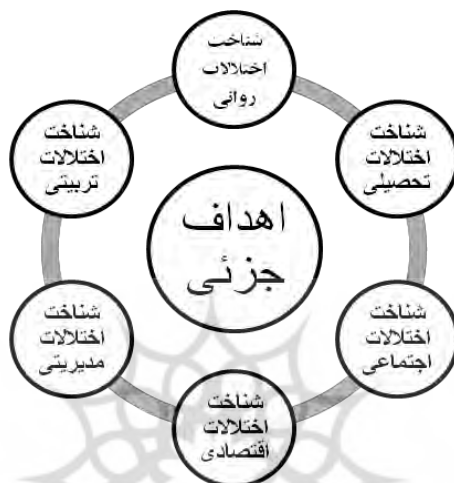 شناخت
اختلالات
روانی
شناخت
اختلالات
تحصیلی
شناخت
اختلالات
اجتماعی
شناخت
اختلالات
اقتصادی
شناخت
اختلالات
مدیریتی
شناخت
اختلالات
تربیتی
اهداف
جزئی